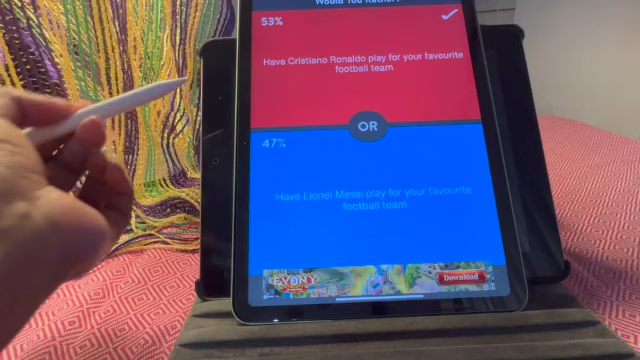 Would You Rather?
53%
Have Cristiano Ronaldo play for your favourite
football team
OR
47%
Have Lionel Messi play for your favourite
football team
EVONY
Download